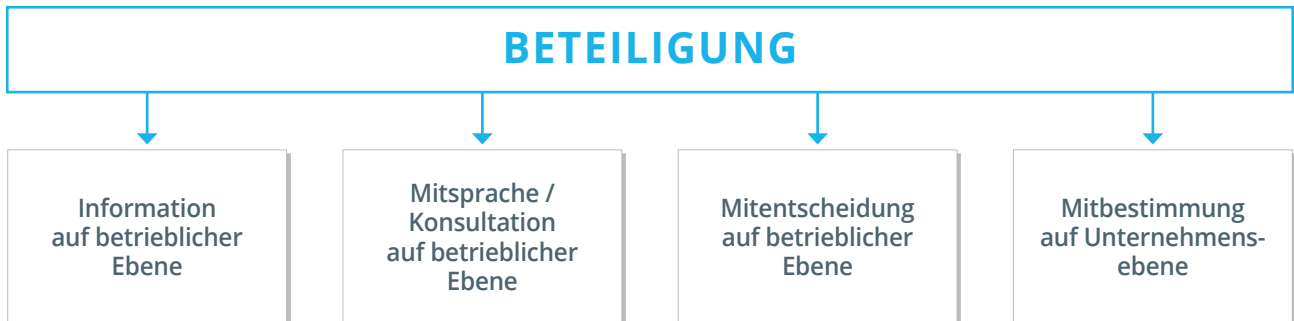 BETEILIGUNG
Information
auf betrieblicher
Ebene
Mitsprache /
Konsultation
auf betrieblicher
Ebene
Mitentscheidung
auf betrieblicher
Ebene
Mitbestimmung
auf Unternehmens-
ebene